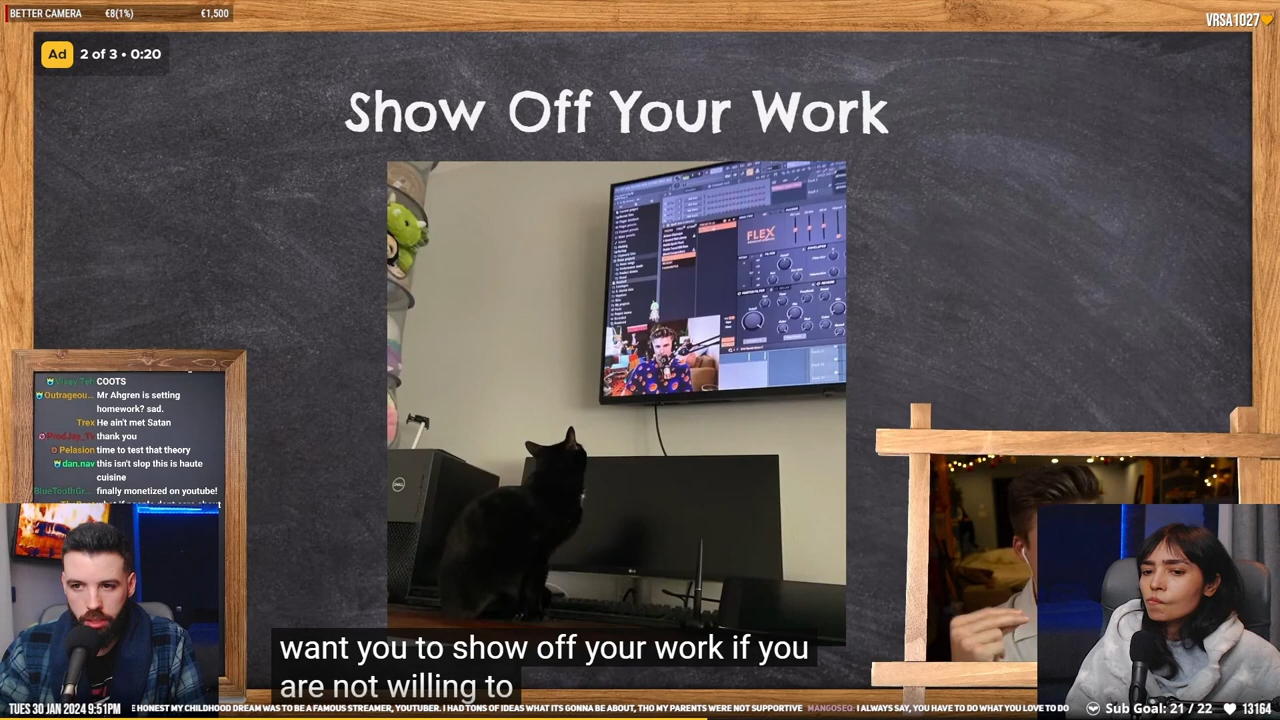 BETTER CAMERA €8(1%) €1,500
VRSA1027
Ad 2 of 3 • 0:20
Show Off Your Work
FLEX
DELL
LG
COOTS
Outrageou... Mr Ahgren is setting
homework? sad.
Trex He ain't met Satan
thank you
Pelasion time to test that theory
dan.nav this isn't slop this is haute
cuisine
BlueToothGr... finally monetized on youtube!
want you to show off your work if you
are not willing to
TUES 30 JAN 2024 9:51PM
E HONEST MY CHILDHOOD DREAM WAS TO BE A FAMOUS STREAMER, YOUTUBER. I HAD TONS OF IDEAS WHAT ITS GONNA BE ABOUT, THO MY PARENTS WERE NOT SUPPORTIVE MANGOSEQ: I ALWAYS SAY, YOU HAVE TO DO WHAT YOU LOVE TO DO
Sub Goal: 21 / 22 13164